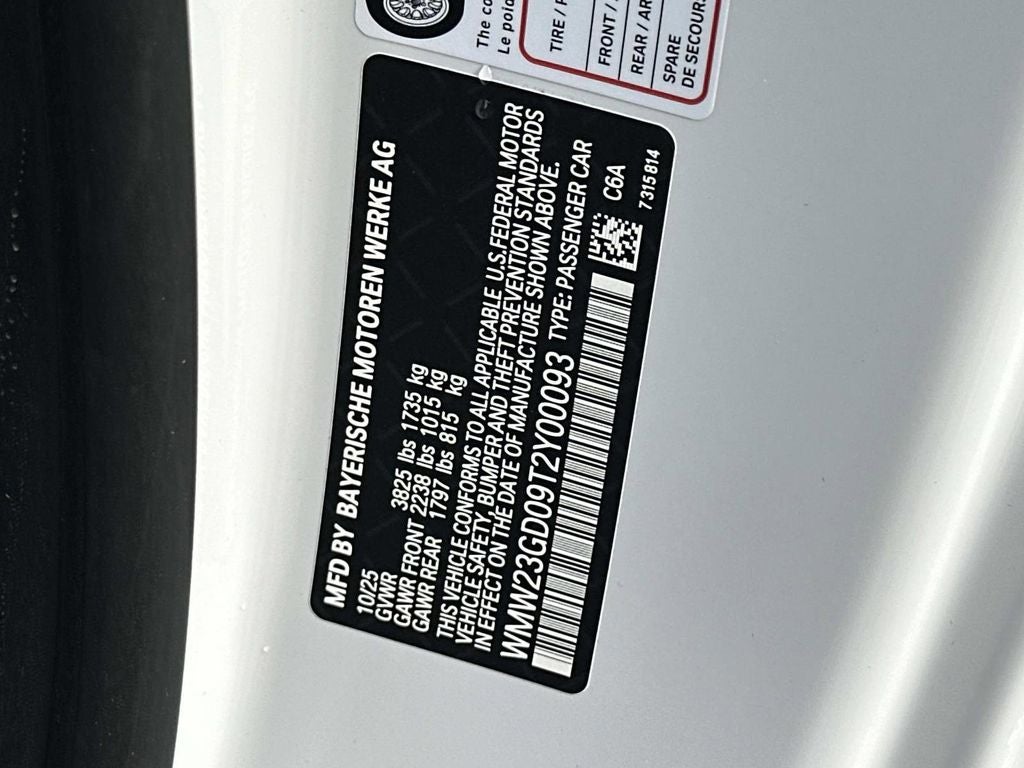 The co
Le polo
TIRE / P
FRONT /
REAR / AR
SPARE
DE SECOURS
MFD BY BAYERISCHE MOTOREN WERKE AG
10/25
GVWR 3825 lbs 1735 kg
GAWR FRONT 2238 lbs 1015 kg
GAWR REAR 1797 lbs 815 kg
THIS VEHICLE CONFORMS TO ALL APPLICABLE U.S.FEDERAL MOTOR
VEHICLE SAFETY, BUMPER AND THEFT PREVENTION STANDARDS
IN EFFECT ON THE DATE OF MANUFACTURE SHOWN ABOVE.
WMW23GD09T2Y00093 TYPE: PASSENGER CAR
C6A
7315814